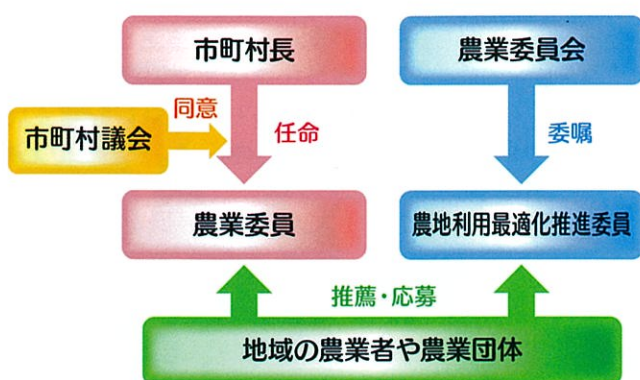 市町村長
農業委員会
同意
市町村議会
任命
委嘱
農業委員
農地利用最適化推進委員
推薦・応募
地域の農業者や農業団体